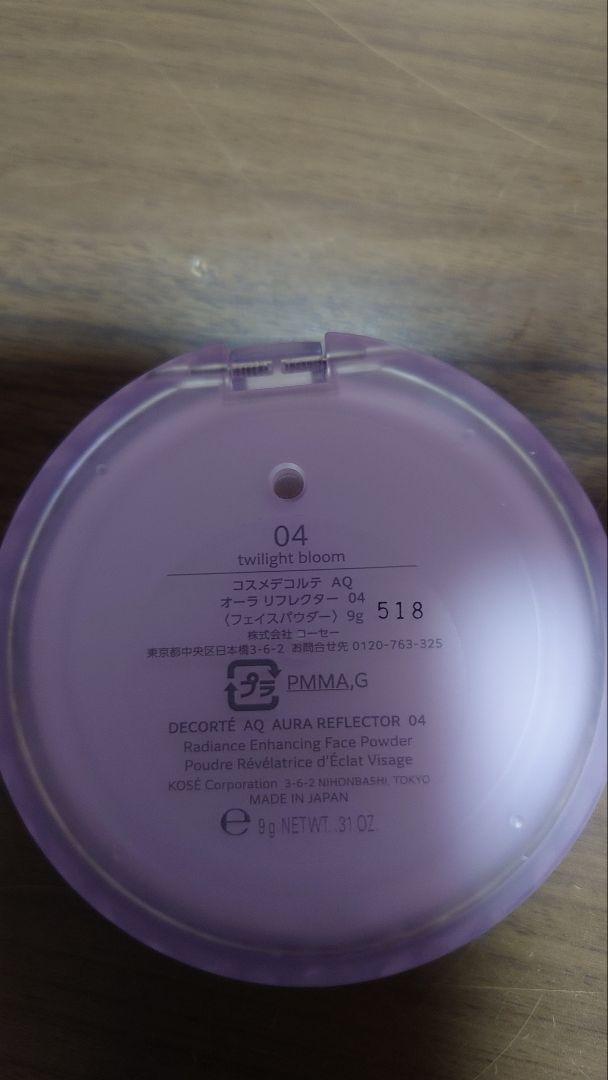 04
twilight bloom
コスメデコルテ AQ
オーラ リフレクター 04
〈フェイスパウダー〉9g 518
株式会社 コーセー
東京都中央区日本橋3-6-2 お問合せ先 0120-763-325
プラ PMMA,G
DECORTÉ AQ AURA REFLECTOR 04
Radiance Enhancing Face Powder
Poudre Révélatrice d'Éclat Visage
KOSÉ Corporation 3-6-2 NIHONBASHI, TOKYO
MADE IN JAPAN
℮ 9g NET WT. .31 OZ.